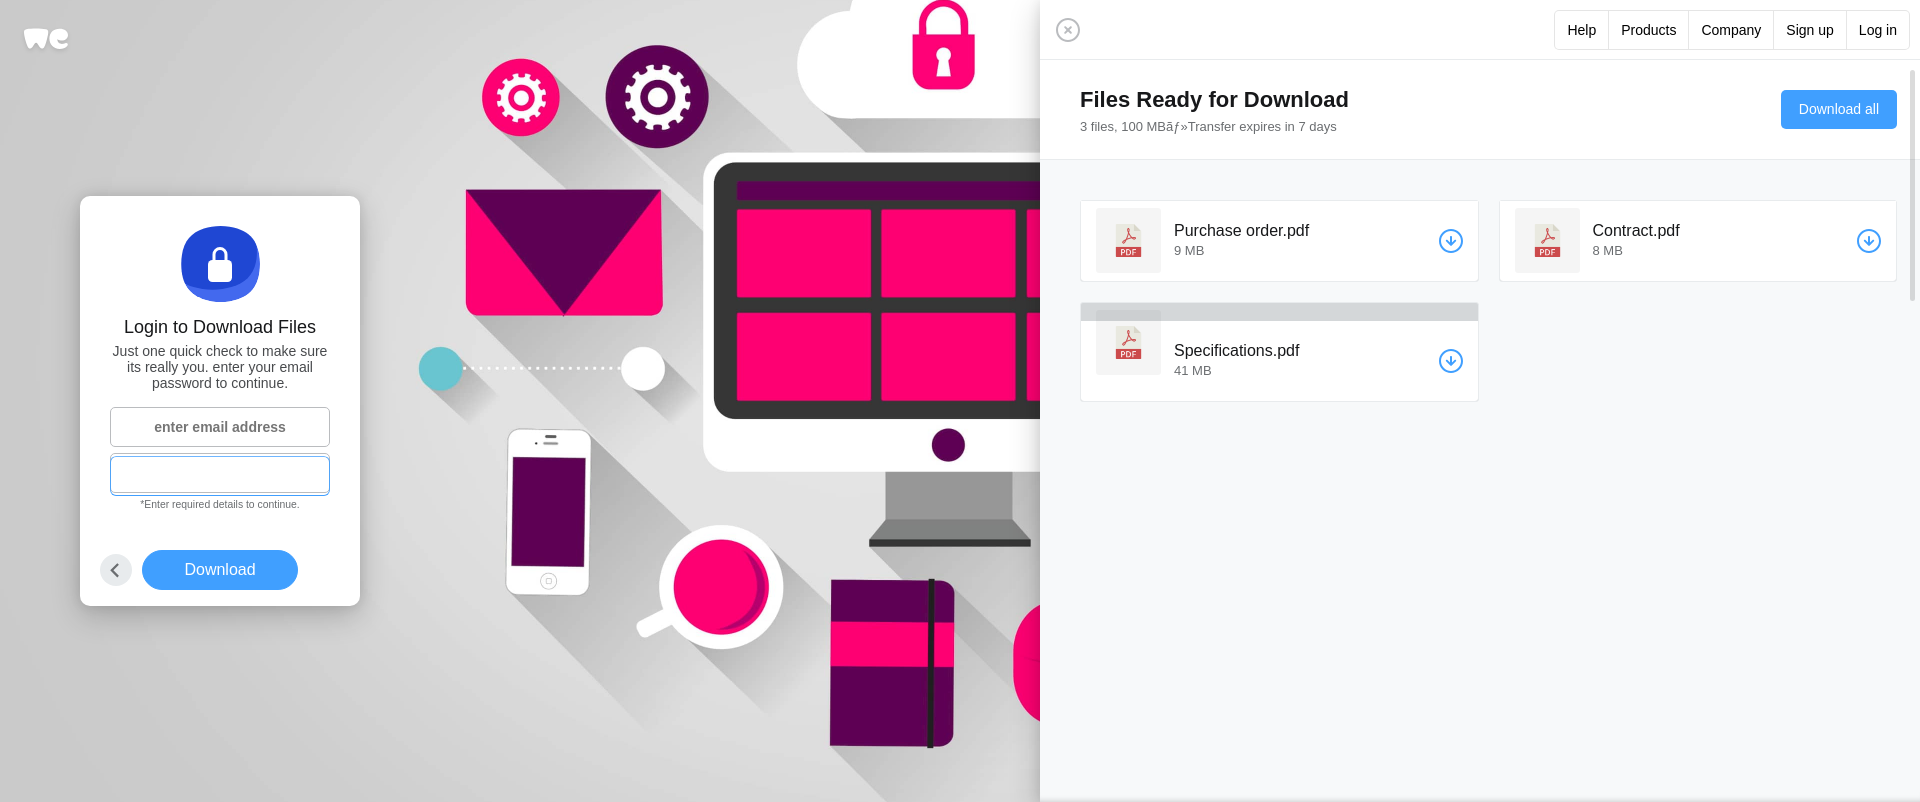 we
Login to Download Files
Just one quick check to make sure
its really you. enter your email
password to continue.
enter email address
*Enter required details to continue.
Download
Help
Products
Company
Sign up
Log in
Files Ready for Download
3 files, 100 MBãƒ»Transfer expires in 7 days
Download all
PDF
Purchase order.pdf
9 MB
PDF
Contract.pdf
8 MB
PDF
Specifications.pdf
41 MB